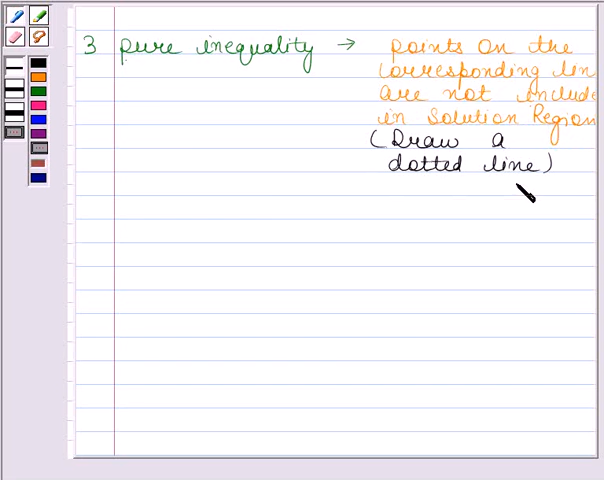 3 pure inequality → points on the
corresponding lin
are not include
in Solution Region
(Draw a
dotted line)